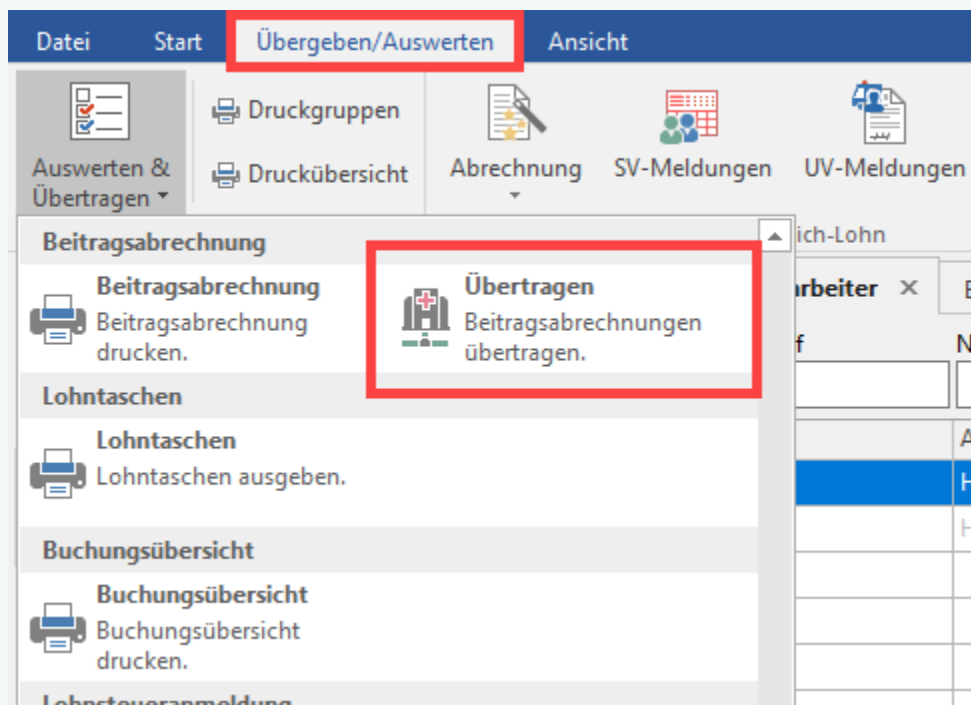 Datei Start Übergeben/Auswerten Ansicht
Auswerten &
Übertragen
Druckgruppen
Druckübersicht
Abrechnung
SV-Meldungen
UV-Meldungen
ich-Lohn
Beitragsabrechnung
Beitragsabrechnung
Beitragsabrechnung
drucken.
Übertragen
Beitragsabrechnungen
übertragen.
Lohntaschen
Lohntaschen
Lohntaschen ausgeben.
Buchungsübersicht
Buchungsübersicht
Buchungsübersicht
drucken.
Lohnsteueranmeldung
rbeiter ×
f N
A
H
H